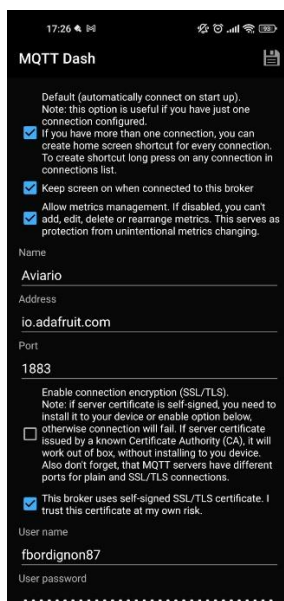 17:26
MQTT Dash
Default (automatically connect on start up).
Note: this option is useful if you have just one
connection configured.
If you have more than one connection, you can
create home screen shortcut for every connection.
To create shortcut long press on any connection in
connections list.
Keep screen on when connected to this broker
Allow metrics management. If disabled, you can't
add, edit, delete or rearrange metrics. This serves as
protection from unintentional metrics changing.
Name
Aviario
Address
io.adafruit.com
Port
1883
Enable connection encryption (SSL/TLS).
Note: if server certificate is self-signed, you need to
install it to your device or enable option below,
otherwise connection will fail. If server certificate
issued by a known Certificate Authority (CA), it will
work out of box, without installing to you device.
Also don't forget, that MQTT servers have different
ports for plain and SSL/TLS connections.
This broker uses self-signed SSL/TLS certificate. I
trust this certificate at my own risk.
User name
fbordignon87
User password